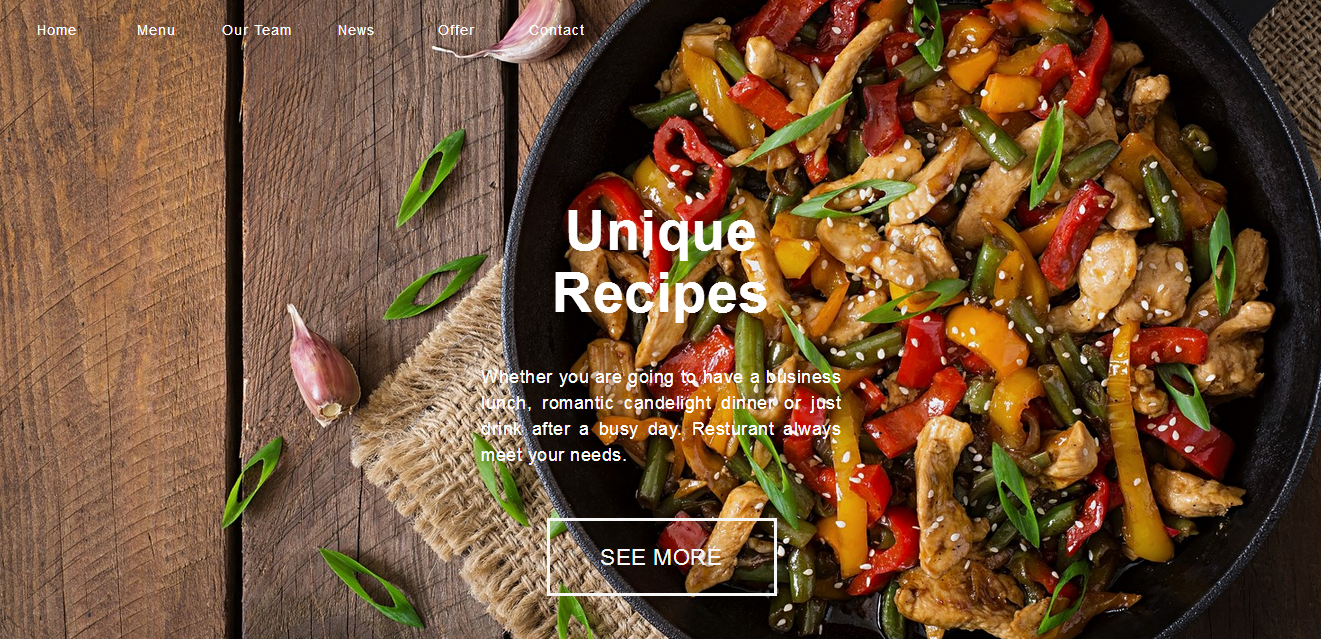 Home Menu Our Team News Offer Contact
Unique
Recipes
Whether you are going to have a business
lunch, romantic candelight dinner or just
drink after a busy day. Resturant always
meet your needs.
SEE MORE